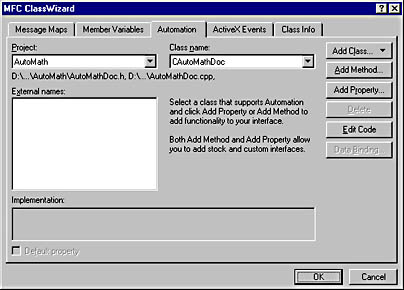 MFC ClassWizard
Message Maps
Member Variables
Automation
ActiveX Events
Class Info
Project:
Class name:
AutoMath
CAutoMathDoc
Add Class...
D:\...\AutoMath\AutoMathDoc.h, D:\...\AutoMathDoc.cpp,
Add Method...
External names:
Add Property...
Select a class that supports Automation
and click Add Property or Add Method to
add functionality to your interface.
Delete
Edit Code
Both Add Method and Add Property allow
you to add stock and custom interfaces.
Data Binding...
Implementation:
Default property
OK
Cancel